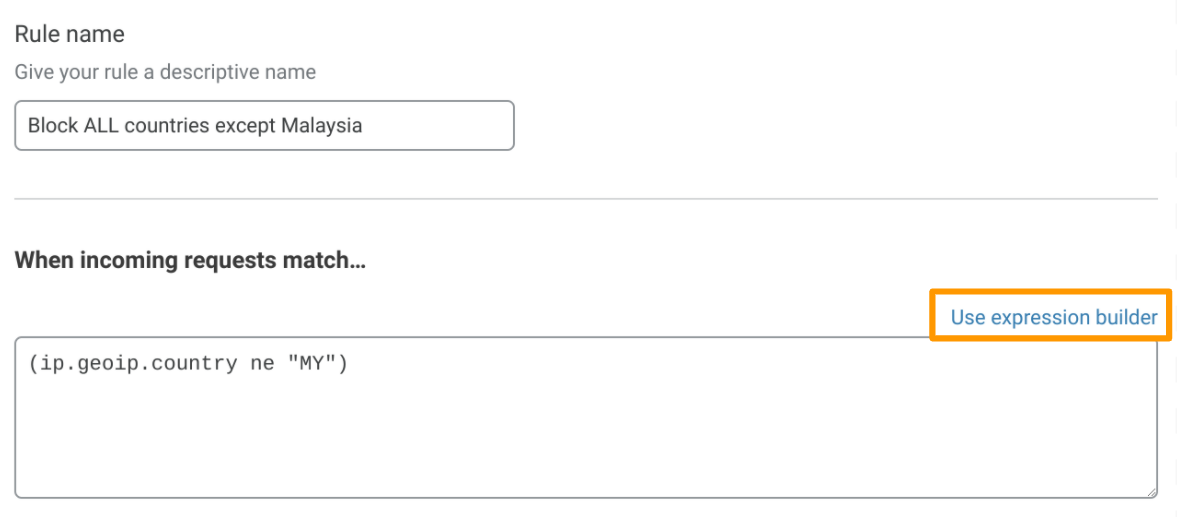 Rule name
Give your rule a descriptive name
Block ALL countries except Malaysia
When incoming requests match...
Use expression builder
(ip.geoip.country ne "MY")